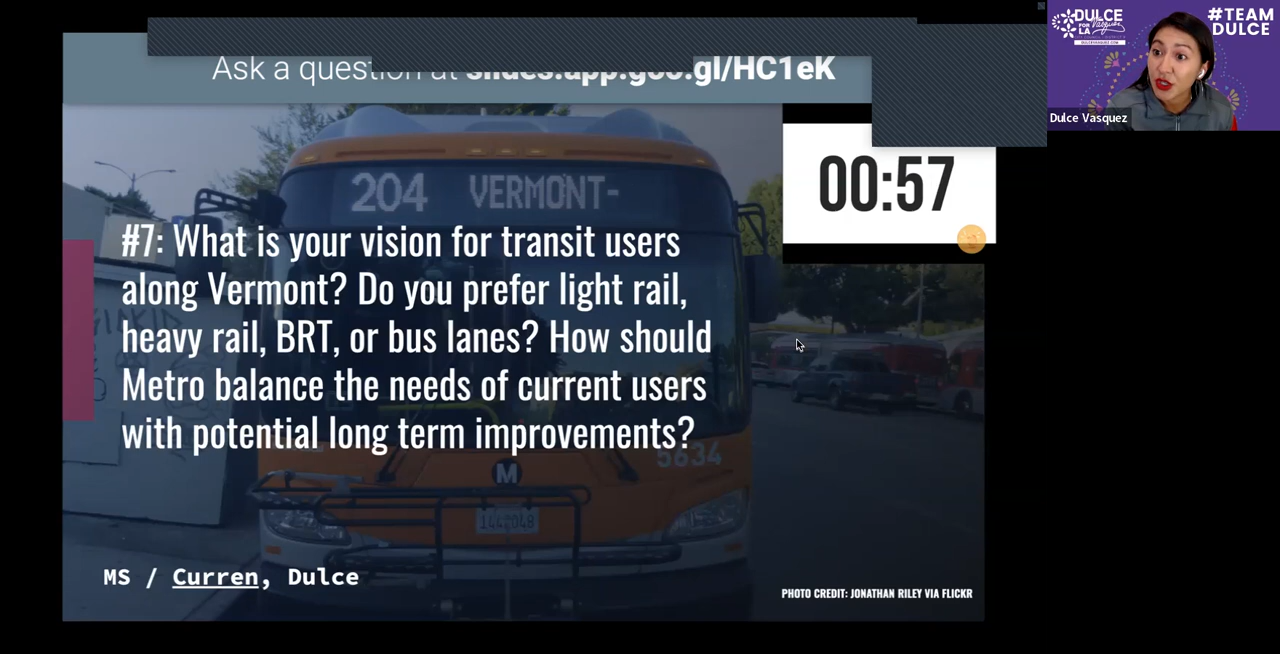 Ask a question at slides.app.goo.gl/HC1eK
DULCE
FOR LA
#TEAM
DULCE
Dulce Vasquez
00:57
204 VERMONT-
#7: What is your vision for transit users
along Vermont? Do you prefer light rail,
heavy rail, BRT, or bus lanes? How should
Metro balance the needs of current users
with potential long term improvements?
5634
M
MS / Curren, Dulce
PHOTO CREDIT: JONATHAN RILEY VIA FLICKR